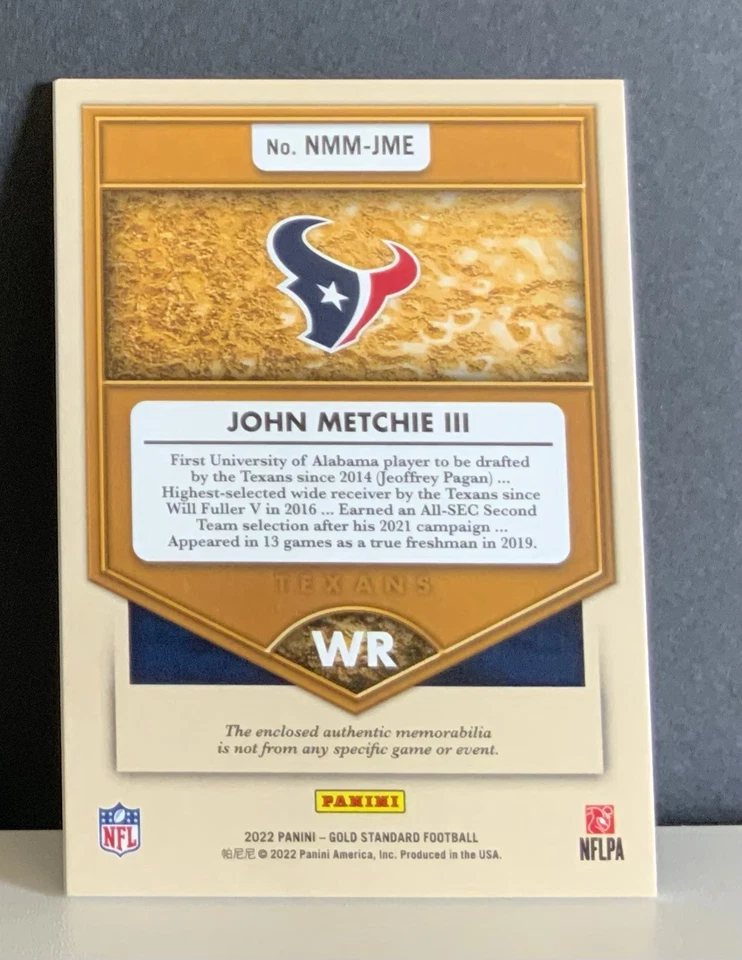 No. NMM-JME
JOHN METCHIE III
First University of Alabama player to be drafted
by the Texans since 2014 (Jeoffrey Pagan) ...
Highest-selected wide receiver by the Texans since
Will Fuller V in 2016 ... Earned an All-SEC Second
Team selection after his 2021 campaign ...
Appeared in 13 games as a true freshman in 2019.
TEXANS
WR
The enclosed authentic memorabilia
is not from any specific game or event.
PANINI
NFL
2022 PANINI – GOLD STANDARD FOOTBALL
帕尼尼 © 2022 Panini America, Inc. Produced in the USA.
NFLPA